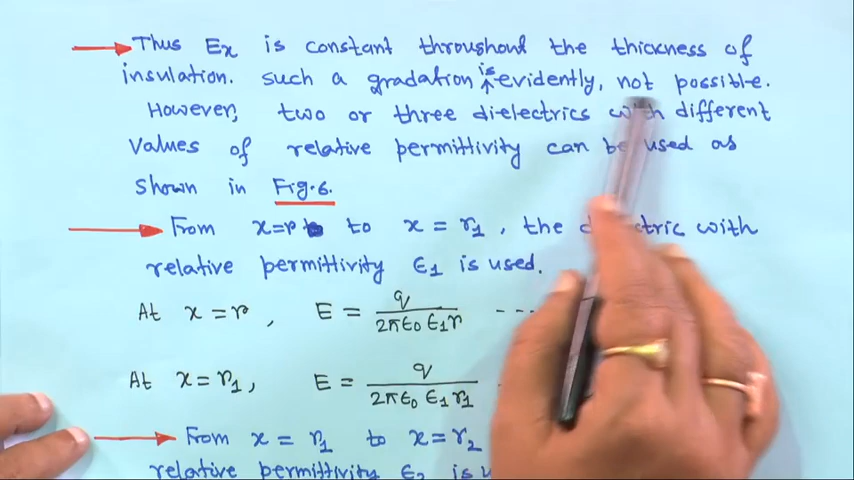 Thus Ex is constant throughout the thickness of
insulation. such a gradation is evidently, not possible.
However, two or three dielectrics with different
values of relative permittivity can be used as
shown in Fig.6.
From x=r to x = r1, the dielectric with
relative permittivity ϵ1 is used.
At x = r, E = q / 2πϵ0 ϵ1 r ---
At x = r1, E = q / 2πϵ0 ϵ1 r1
From x = r1 to x = r2
relative permittivity ϵ2 is